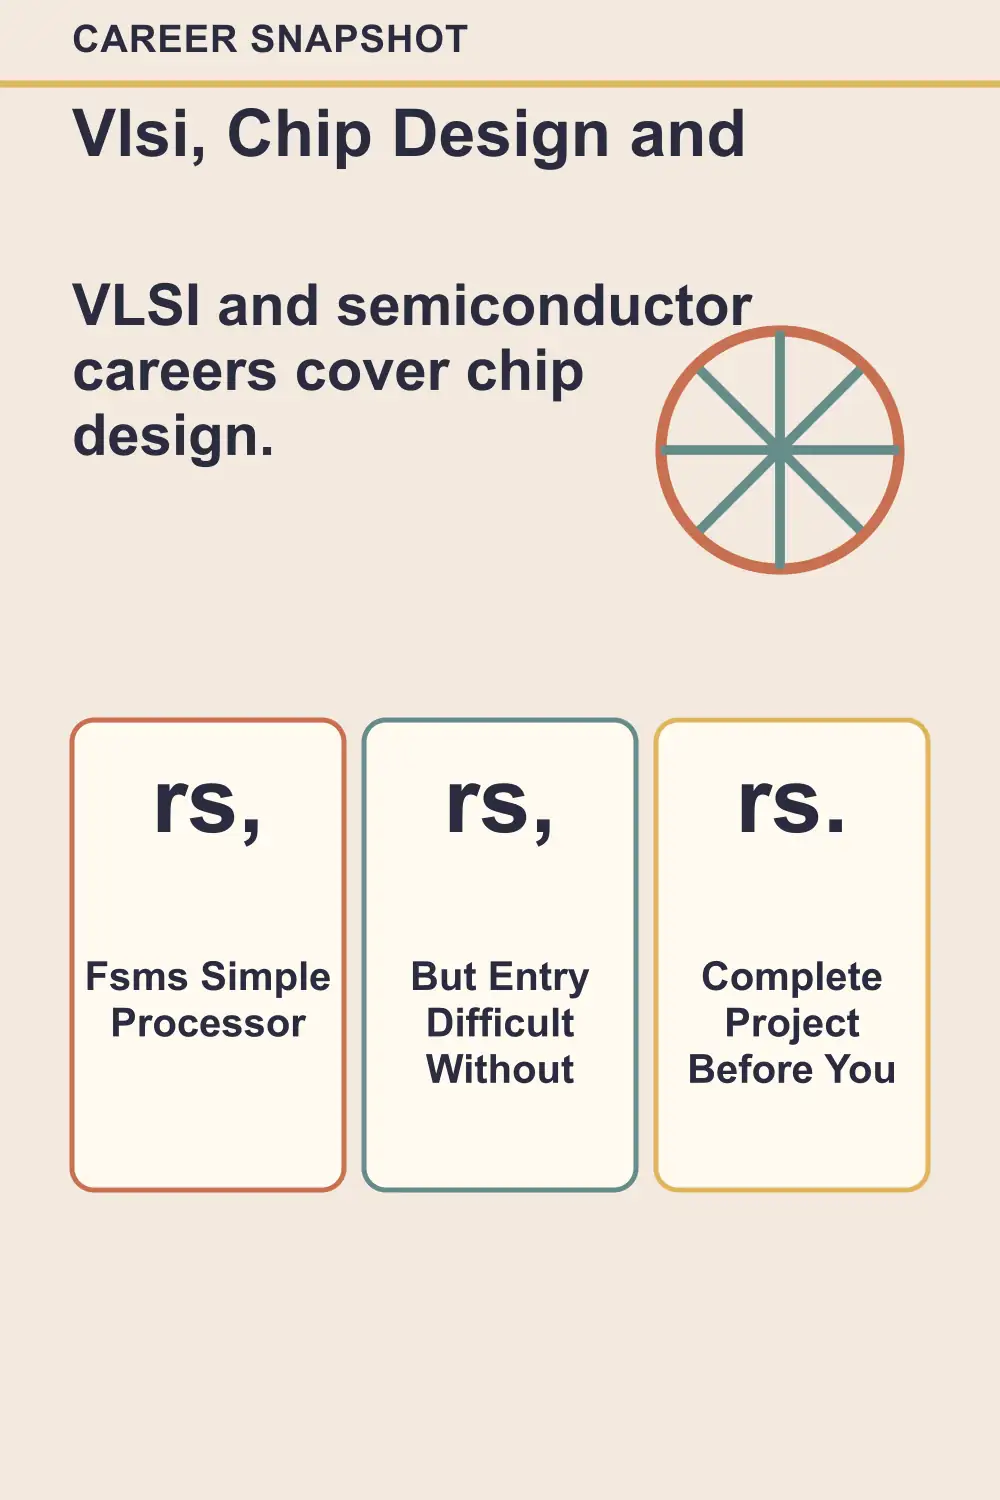 CAREER SNAPSHOT
Vlsi, Chip Design and
VLSI and semiconductor
careers cover chip
design.
rs,
Fsms Simple
Processor
rs,
But Entry
Difficult
Without
rs.
Complete
Project
Before You